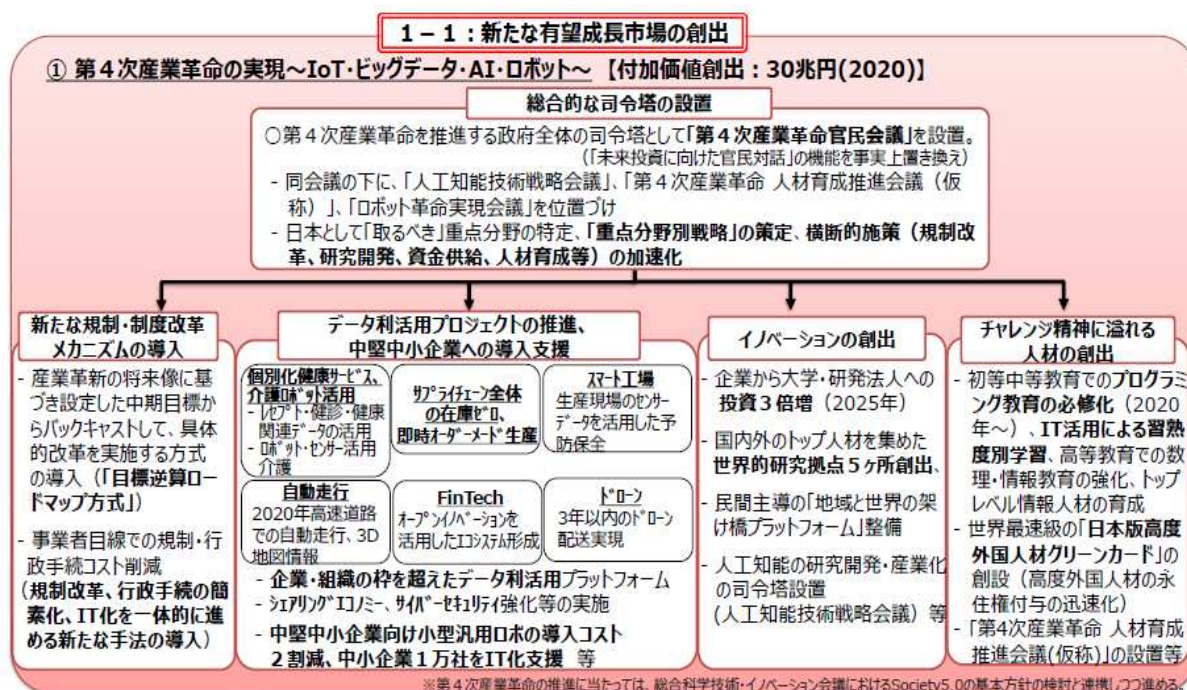 1－1：新たな有望成長市場の創出
① 第４次産業革命の実現～IoT・ビッグデータ・AI・ロボット～ 【付加価値創出：30兆円(2020)】
総合的な司令塔の設置
○第４次産業革命を推進する政府全体の司令塔として「第４次産業革命官民会議」を設置。
（「未来投資に向けた官民対話」の機能を事実上置き換え）
- 同会議の下に、「人工知能技術戦略会議」、「第４次産業革命 人材育成推進会議（仮
称）」、「ロボット革命実現会議」を位置づけ
- 日本として「取るべき」重点分野の特定、「重点分野別戦略」の策定、横断的施策（規制改
革、研究開発、資金供給、人材育成等）の加速化
新たな規制・制度改革
メカニズムの導入
- 産業革新の将来像に基
づき設定した中期目標か
らバックキャストして、具体
的改革を実施する方式
の導入（「目標逆算ロー
ドマップ方式」）
- 事業者目線での規制・行
政手続コスト削減
（規制改革、行政手続の簡
素化、IT化を一体的に進
める新たな手法の導入）
データ利活用プロジェクトの推進、
中堅中小企業への導入支援
個別化健康サービス、
介護ロボット活用
- レセプト・健診・健康
関連データの活用
- ロボット・センサー活用
介護
サプライチェーン全体
の在庫ゼロ、
即時オーダーメード生産
スマート工場
生産現場のセンサー
データを活用した予
防保全
自動走行
2020年高速道路
での自動走行、3D
地図情報
FinTech
オープンイノベーションを
活用したエコシステム形成
ドローン
3年以内のドローン
配送実現
- 企業・組織の枠を超えたデータ利活用プラットフォーム
- シェアリングエコノミー、サイバーセキュリティ強化等の実施
- 中堅中小企業向け小型汎用ロボの導入コスト
２割減、中小企業１万社をIT化支援 等
イノベーションの創出
- 企業から大学・研発法人への
投資３倍増（2025年）
- 国内外のトップ人材を集めた
世界的研究拠点５ヶ所創出、
- 民間主導の「地域と世界の架
け橋プラットフォーム」整備
- 人工知能の研究開発・産業化
の司令塔設置
(人工知能技術戦略会議）等
チャレンジ精神に溢れる
人材の創出
- 初等中等教育でのプログラミ
ング教育の必修化（2020
年～）、IT活用による習熟
度別学習、高等教育での数
理・情報教育の強化、トップ
レベル情報人材の育成
- 世界最速級の「日本版高度
外国人材グリーンカード」の
創設（高度外国人材の永
住権付与の迅速化）
- 「第4次産業革命 人材育成
推進会議(仮称)」の設置等
※第４次産業革命の推進に当たっては、総合科学技術・イノベーション会議におけるSociety5.0の基本方針の検討と連携しつつ進める。